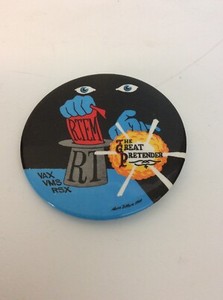 RTEM
RT
THE
GREAT
PRETENDER
VAX
VMS
RSX